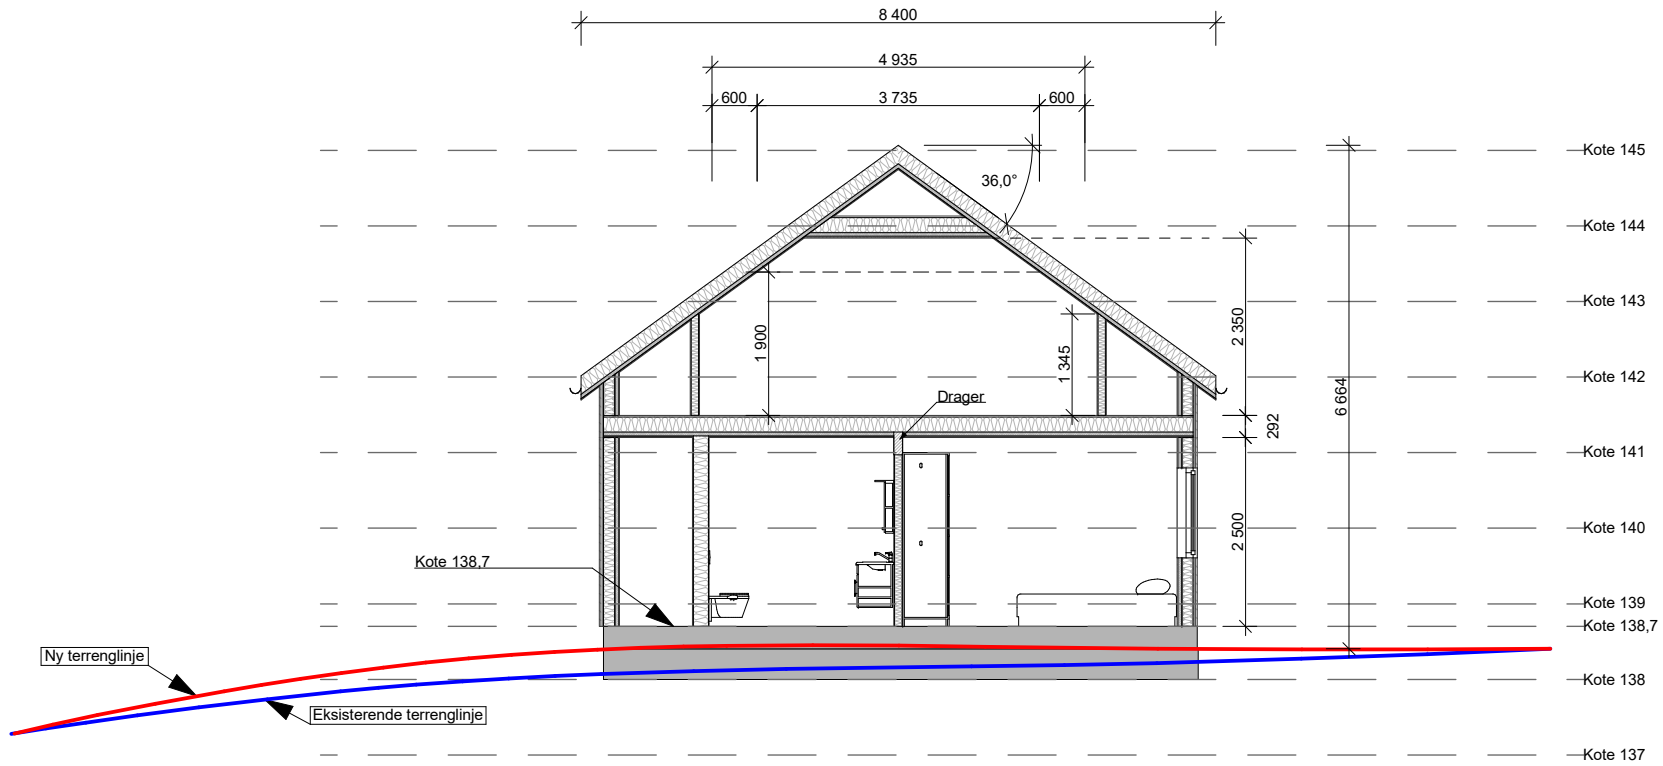 8 400
4 935
600
3 735
600
Kote 145
36,0°
Kote 144
Kote 143
2 350
1 900
1 345
Kote 142
6 664
Drager
292
Kote 141
2 500
Kote 140
Kote 138,7
Kote 139
Kote 138,7
Ny terrenglinje
Kote 138
Eksisterende terrenglinje
Kote 137